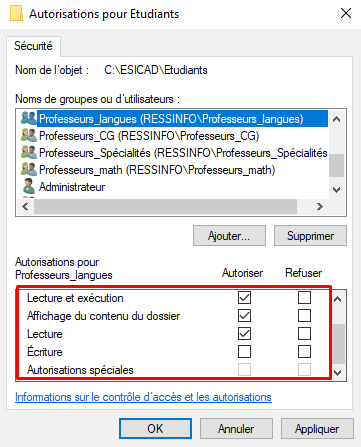 Autorisations pour Etudiants
Sécurité
Nom de l'objet : C:\ESICAD\Etudiants
Noms de groupes ou d'utilisateurs :
Professeurs_langues (RESSINFO\Professeurs_langues)
Professeurs_CG (RESSINFO\Professeurs_CG)
Professeurs_Spécialités (RESSINFO\Professeurs_Spécialités
Professeurs_math (RESSINFO\Professeurs_math)
Administrateur
Ajouter... Supprimer
Autorisations pour Professeurs_langues Autoriser Refuser
Lecture et exécution
Affichage du contenu du dossier
Lecture
Écriture
Autorisations spéciales
Informations sur le contrôle d'accès et les autorisations
OK Annuler Appliquer